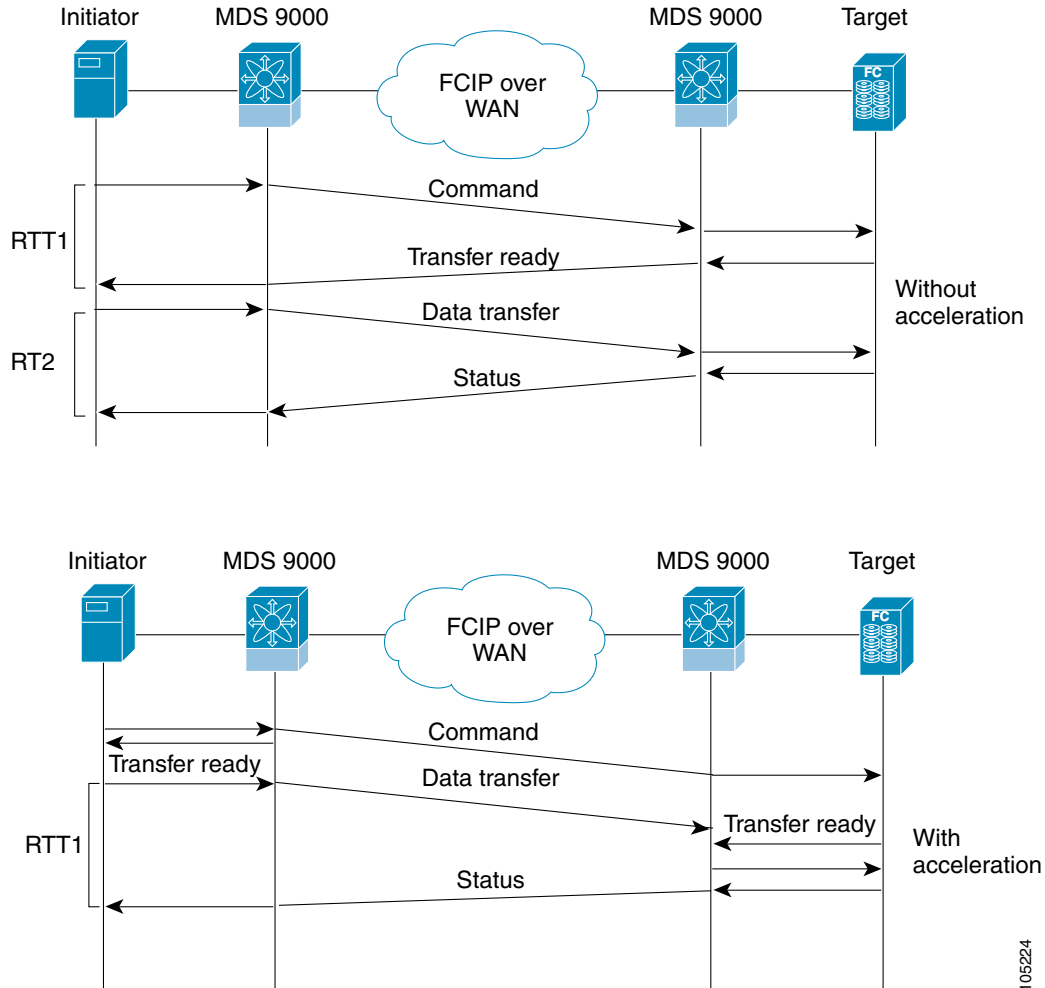 Initiator
MDS 9000
MDS 9000
Target
FC
FCIP over
WAN
Command
RTT1
Transfer ready
Without
acceleration
Data transfer
RT2
Status
Initiator
MDS 9000
MDS 9000
Target
FC
FCIP over
WAN
Command
Transfer ready
Data transfer
Transfer ready
With
acceleration
RTT1
Status
105224